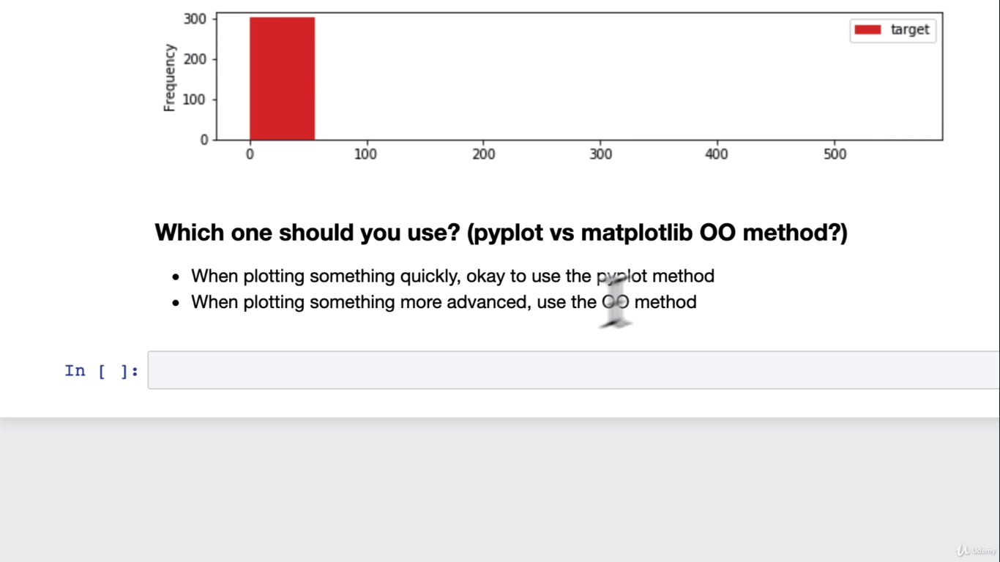 300
target
200
Frequency
100
0
0 100 200 300 400 500
Which one should you use? (pyplot vs matplotlib OO method?)
• When plotting something quickly, okay to use the pyplot method
• When plotting something more advanced, use the OO method
In [ ]:
Udemy